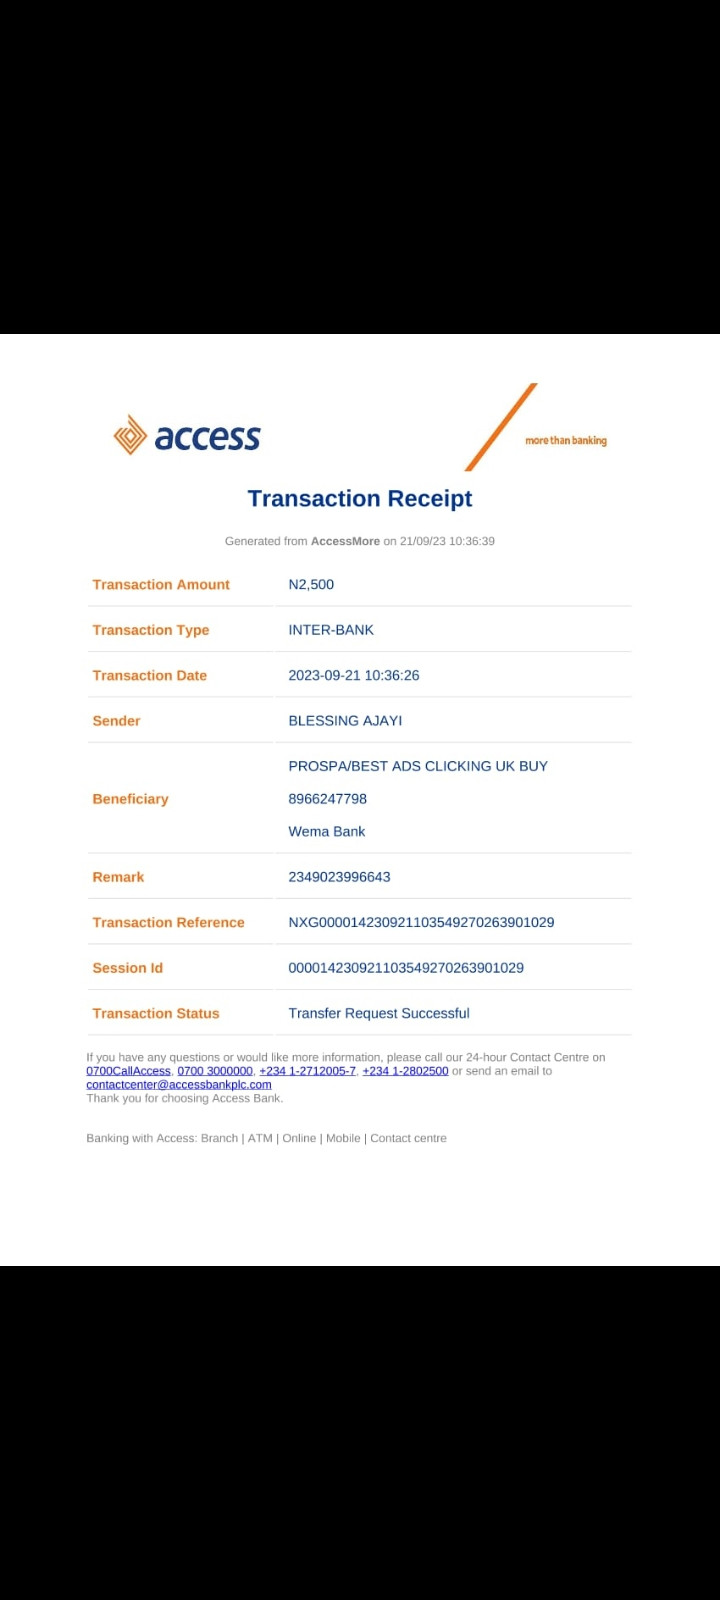 access
more than banking
Transaction Receipt
Generated from AccessMore on 21/09/23 10:36:39
Transaction Amount N2,500
Transaction Type INTER-BANK
Transaction Date 2023-09-21 10:36:26
Sender BLESSING AJAYI
PROSPA/BEST ADS CLICKING UK BUY
Beneficiary 8966247798
Wema Bank
Remark 2349023996643
Transaction Reference NXG000014230921103549270263901029
Session Id 000014230921103549270263901029
Transaction Status Transfer Request Successful
If you have any questions or would like more information, please call our 24-hour Contact Centre on
0700CallAccess, 0700 3000000, +234 1-2712005-7, +234 1-2802500 or send an email to
contactcenter@accessbankplc.com
Thank you for choosing Access Bank.
Banking with Access: Branch | ATM | Online | Mobile | Contact centre